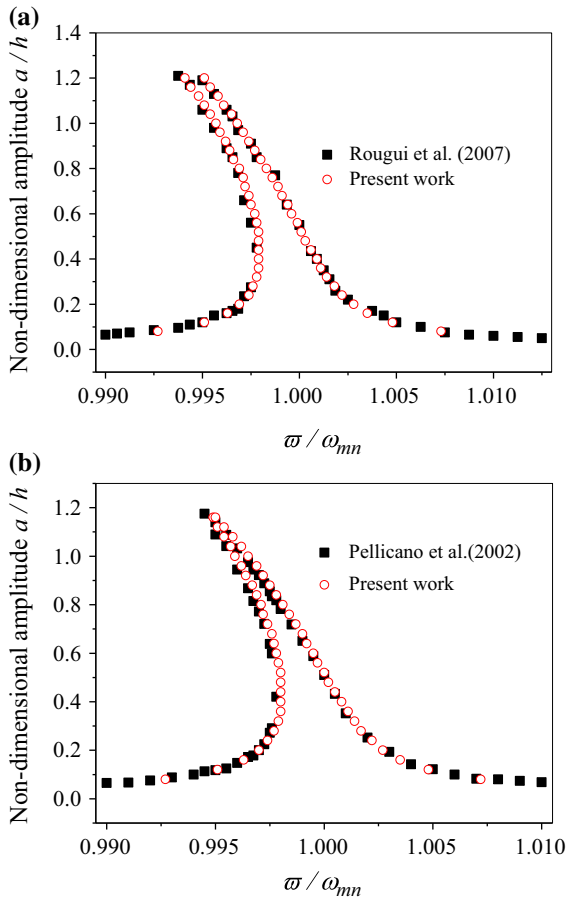 (a)
Non-dimensional amplitude a / h
1.4
1.2
1.0
0.8
0.6
0.4
0.2
0.0
Rougui et al. (2007)
Present work
0.990 0.995 1.000 1.005 1.010
ϖ / ω_mn
(b)
Non-dimensional amplitude a / h
1.2
1.0
0.8
0.6
0.4
0.2
0.0
Pellicano et al.(2002)
Present work
0.990 0.995 1.000 1.005 1.010
ϖ / ω_mn